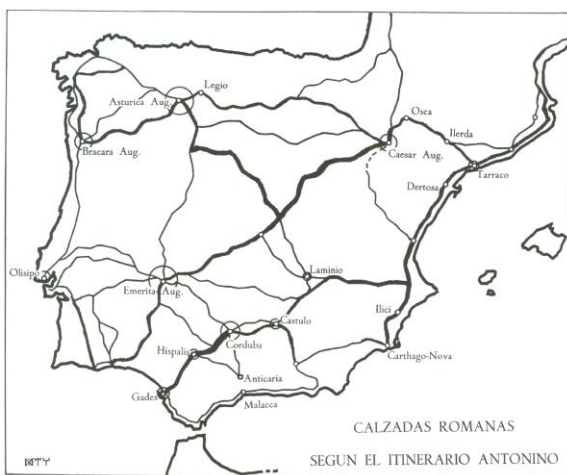 Legio
Asturica Aug.
Osca
Bracara Aug.
Ilerda
Caesar Aug.
Tarraco
Dertosa
Olisipo
Laminio
Emerita Aug.
Ilici
Castulo
Hispalis
Corduba
Carthago-Nova
Anticaria
Gades
Malacca
CALZADAS ROMANAS
SEGUN EL ITINERARIO ANTONINO